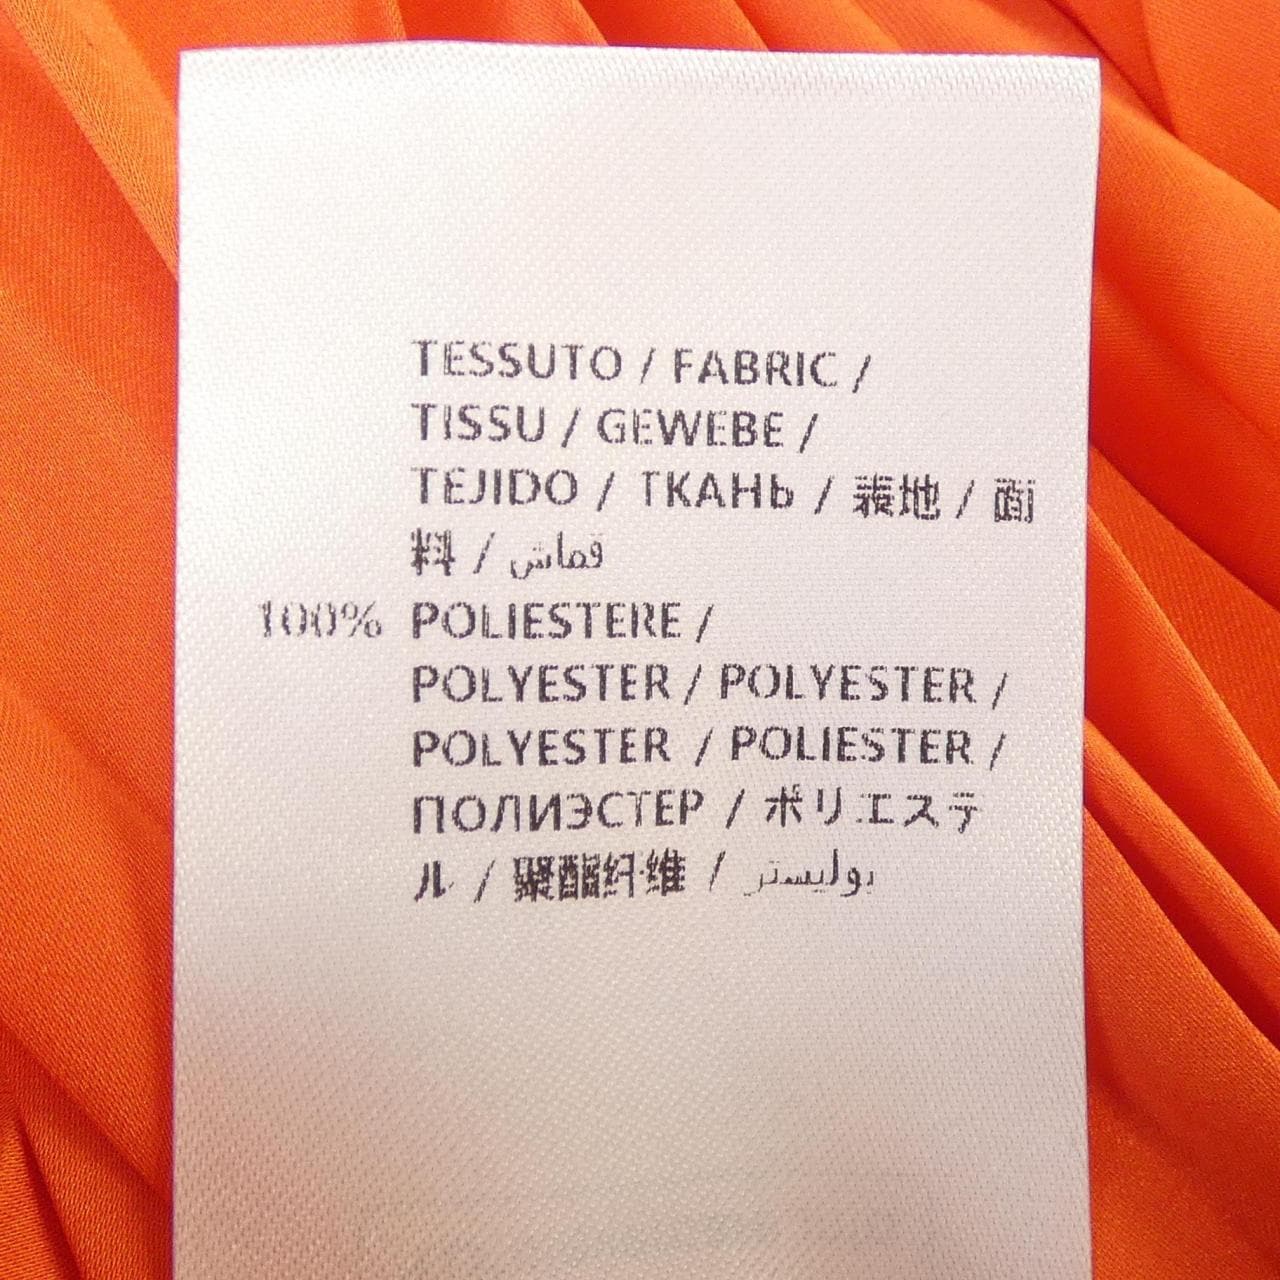 TESSUTO / FABRIC /
TISSU / GEWEBE /
TEJIDO / ТКАНЬ / 表地 / 面
料 / قماش
100% POLIESTERE /
POLYESTER / POLYESTER /
POLYESTER / POLIESTER /
ПОЛИЭСТЕР / ポリエステ
ル / 聚酯纤维 / بوليستر